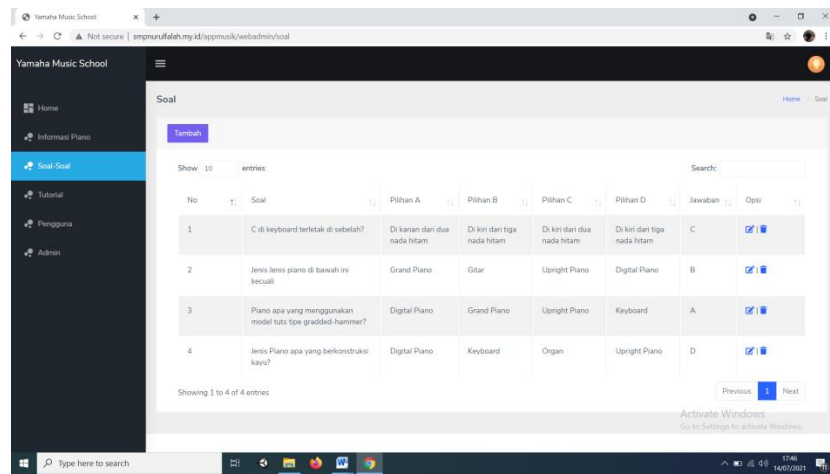 Yamaha Music School
Not secure | smpnurulfalah.my.id/appmusik/webadmin/soal
Yamaha Music School
Home
Informasi Piano
Soal-Soal
Tutorial
Pengguna
Admin
Soal
Home > Soal
Tambah
Show 10 entries
Search:
No Soal Pilihan A Pilihan B Pilihan C Pilihan D Jawaban Opsi
1 C di keyboard terletak di sebelah? Di kanan dari dua Di kiri dari tiga Di kiri dari dua Di kiri dari tiga C
nada hitam nada hitam nada hitam nada hitam
2 Jenis Jenis piano di bawah ini Grand Piano Gitar Upright Piano Digital Piano B
kecuali
3 Piano apa yang menggunakan Digital Piano Grand Piano Upright Piano Keyboard A
model tuts tipe gradded-hammer?
4 Jenis Piano apa yang berkonstruksi Digital Piano Keyboard Organ Upright Piano D
kayu?
Showing 1 to 4 of 4 entries
Previous 1 Next
Activate Windows
Go to Settings to activate Windows.
Type here to search
17:46
14/07/2021